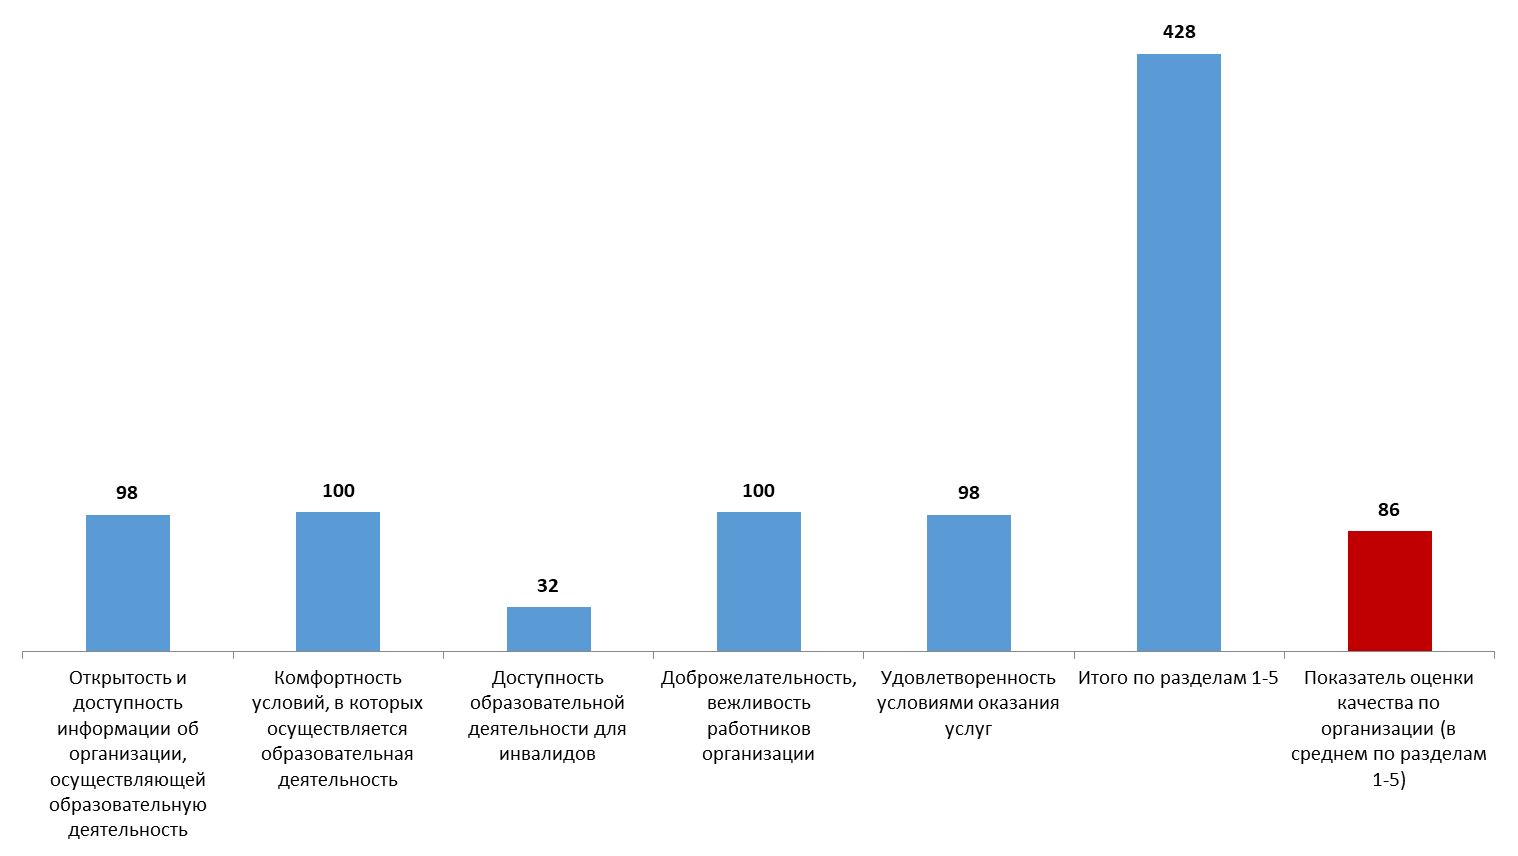 428
98
100
32
100
98
86
Открытость и
доступность
информации об
организации,
осуществляющей
образовательную
деятельность
Комфортность
условий, в которых
осуществляется
образовательная
деятельность
Доступность
образовательной
деятельности для
инвалидов
Доброжелательность,
вежливость
работников
организации
Удовлетворенность
условиями оказания
услуг
Итого по разделам 1-5
Показатель оценки
качества по
организации (в
среднем по разделам
1-5)